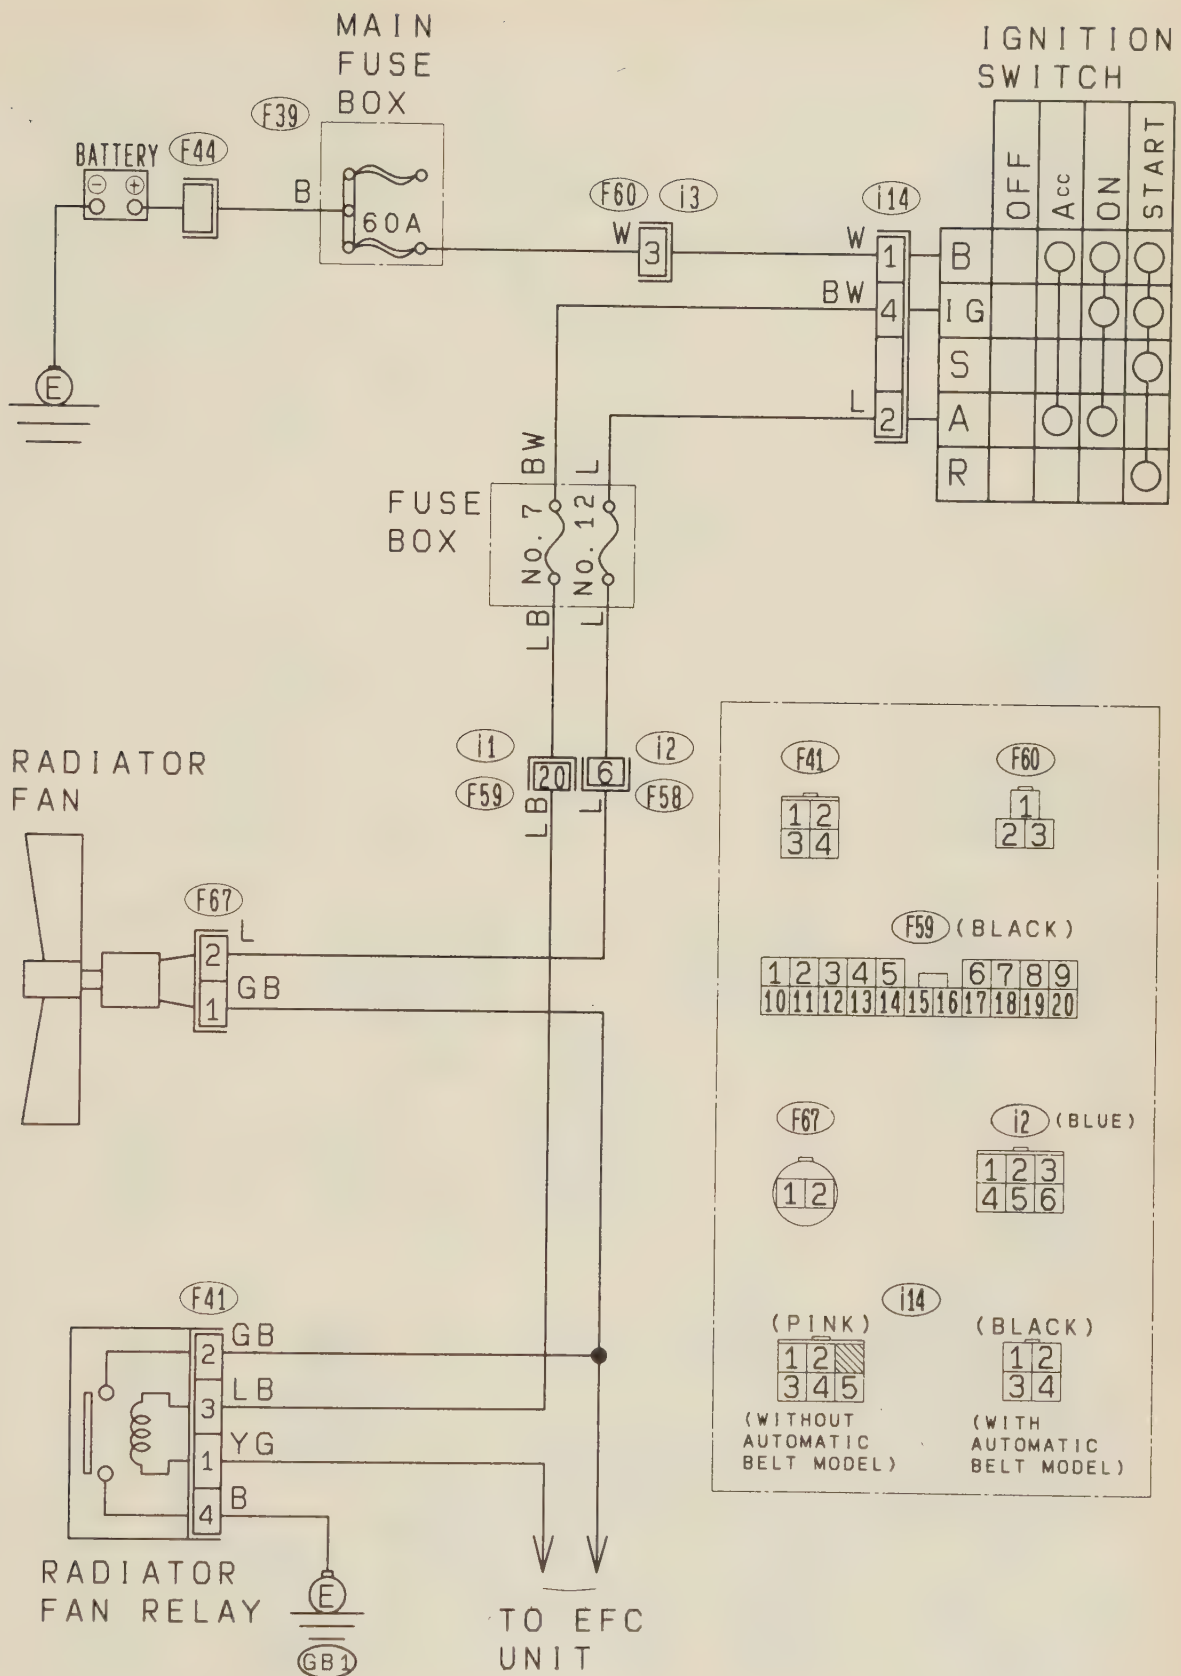 MAIN
FUSE
BOX
IGNITION
SWITCH
F39
BATTERY
F44
- +
B
60A
F60 i3
W
3
i14
W
1
BW
4
L
2
OFF
Acc
ON
START
B
IG
S
A
R
E
BW
L
FUSE
BOX
No. 7
No. 12
LB
L
i1
i2
20
6
F59
F58
LB
L
RADIATOR
FAN
F67
2
L
1
GB
F41
2
GB
3
LB
1
YG
4
B
RADIATOR
FAN RELAY
E
GB1
TO EFC
UNIT
F41
1 2
3 4
F60
1
2 3
F59 (BLACK)
1 2 3 4 5 6 7 8 9
10 11 12 13 14 15 16 17 18 19 20
F67
1 2
i2 (BLUE)
1 2 3
4 5 6
i14
(PINK)
1 2
3 4 5
(WITHOUT
AUTOMATIC
BELT MODEL)
(BLACK)
1 2
3 4
(WITH
AUTOMATIC
BELT MODEL)